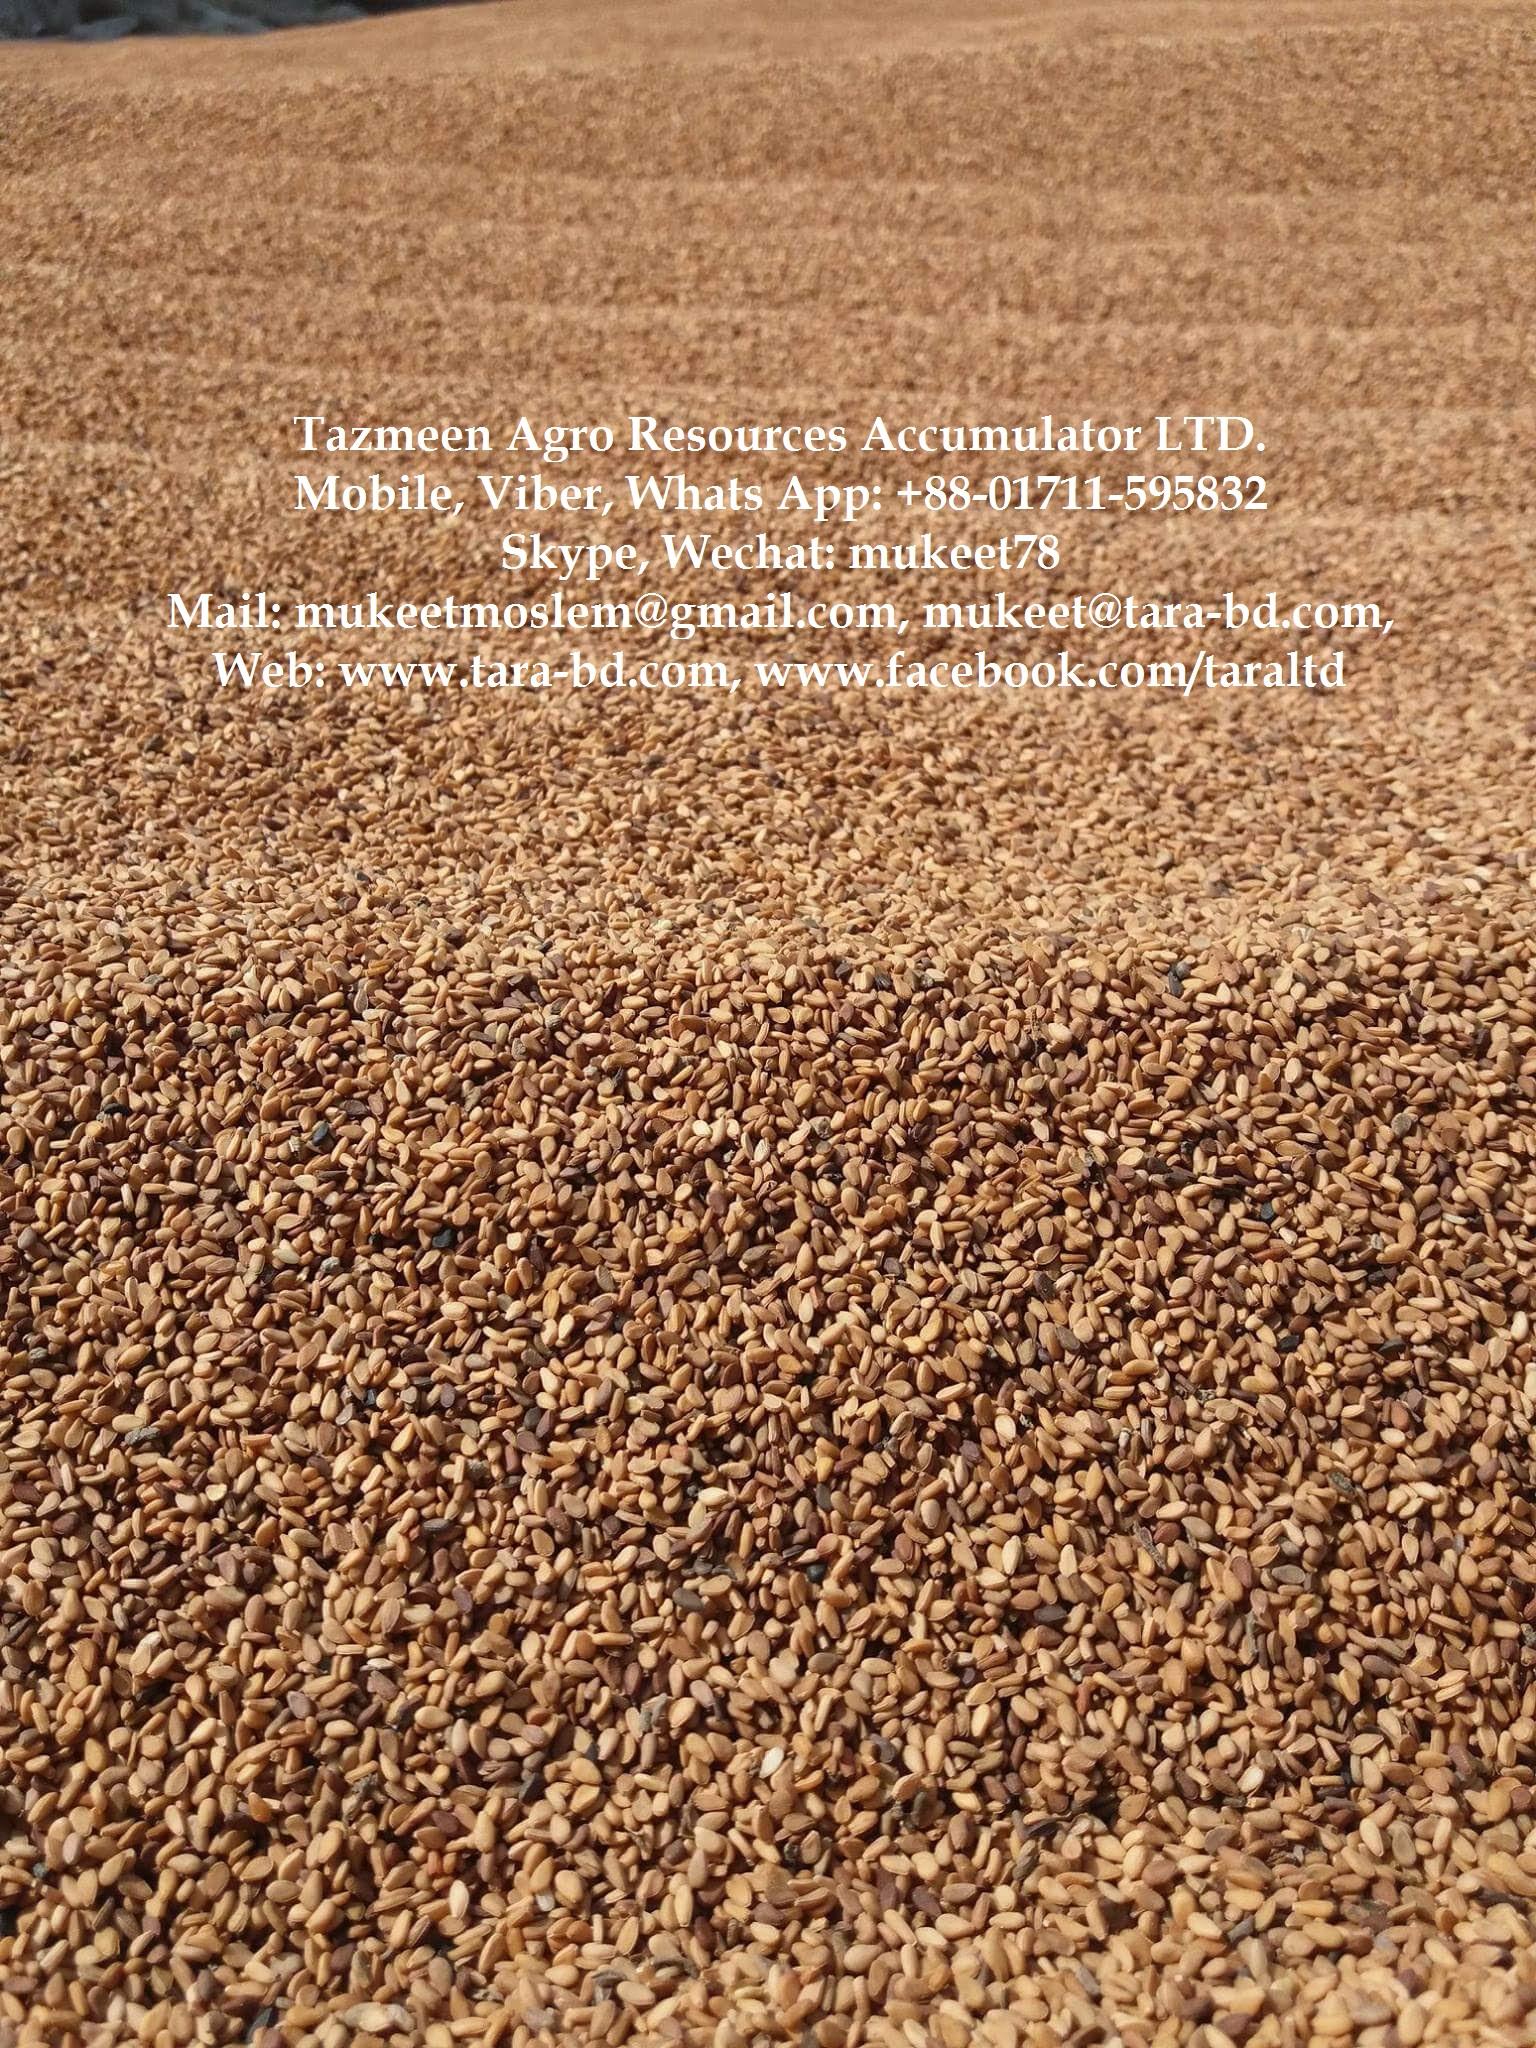 Tazmeen Agro Resources Accumulator LTD.
Mobile, Viber, Whats App: +88-01711-595832
Skype, Wechat: mukeet78
Mail: mukeetmoslem@gmail.com, mukeet@tara-bd.com,
Web: www.tara-bd.com, www.facebook.com/taraltd